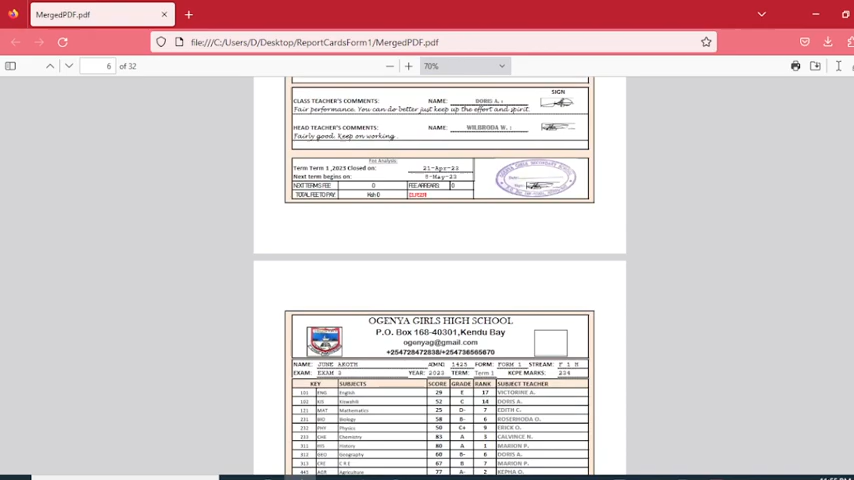 MergedPDF.pdf
file:///C:/Users/D/Desktop/ReportCardsForm1/MergedPDF.pdf
6 of 32
70%
SIGN
CLASS TEACHER'S COMMENTS: NAME: DORIS A. :
Fair performance. You can do better just keep up the effort and spirit.
HEAD TEACHER'S COMMENTS: NAME: WILBRODA W. :
Fairly good. Keep on working.
Fee Analysis:
Term Term 1 ,2023 Closed on: 21-Apr-23
Next term begins on: 8-May-23
NEXT TERM'S FEE: 0 FEE ARREARS: 0
TOTAL FEE TO PAY: Ksh 0
OGENYA GIRLS HIGH SCHOOL
P.O. Box 168-40301,Kendu Bay
ogenyag@gmail.com
+254728472838/+254736565670
NAME: JUNE AKOTH ADMN: 1425 FORM: FORM 1 STREAM: F 1 M
EXAM: EXAM 3 YEAR: 2023 TERM: Term 1 KCPE MARKS: 234
KEY SUBJECTS SCORE GRADE RANK SUBJECT TEACHER
101 ENG English 29 E 17 VICTORINE A.
102 KIS Kiswahili 52 C 14 DORIS A.
121 MAT Mathematics 25 D- 7 EDITH C.
231 BIO Biology 58 B- 6 ROSERHODA O.
232 PHY Physics 50 C+ 9 ERICK O.
233 CHE Chemistry 83 A 3 CALVINCE N.
311 HIS History 80 A 1 MARION P.
312 GEO Geography 60 B- 6 DORIS A.
313 CRE C R E 67 B 7 MARION P.
443 AGR Agriculture 77 A- 2 KEPHA O.